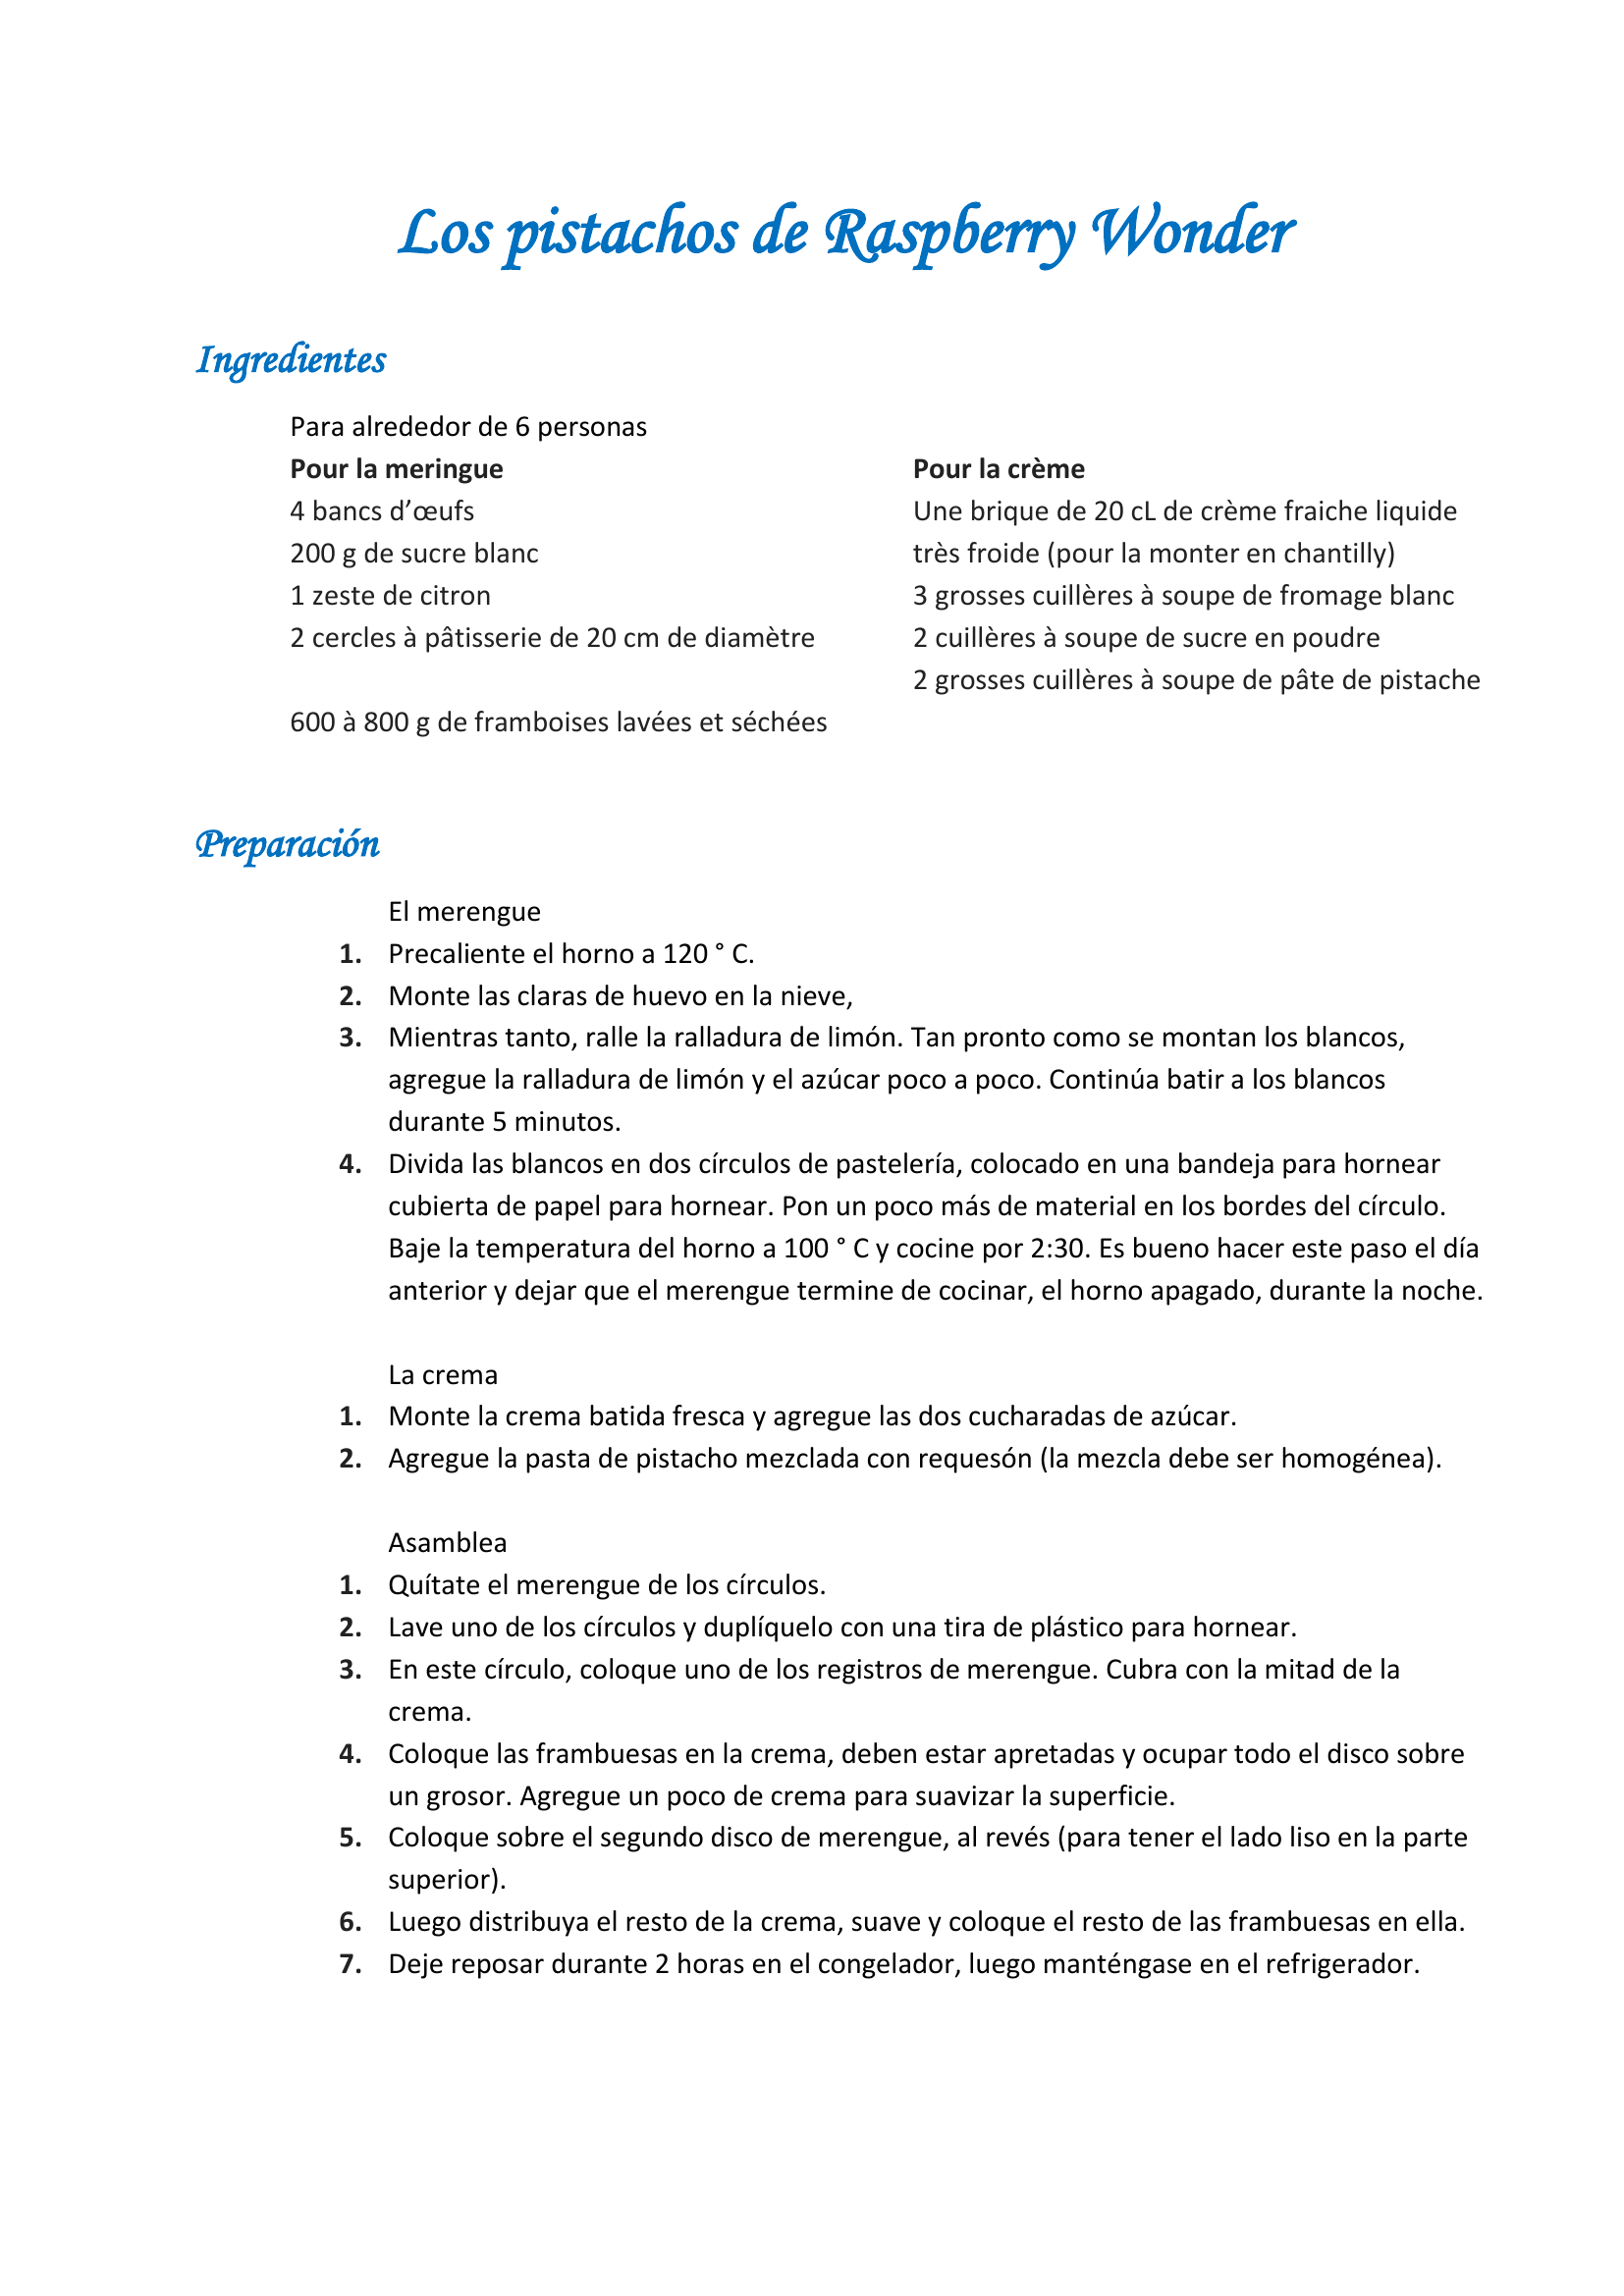 Los pistachos de Raspberry Wonder
Ingredientes
Para alrededor de 6 personas
Pour la meringue
4 bancs d’œufs
200 g de sucre blanc
1 zeste de citron
2 cercles à pâtisserie de 20 cm de diamètre
600 à 800 g de framboises lavées et séchées
Pour la crème
Une brique de 20 cL de crème fraiche liquide
très froide (pour la monter en chantilly)
3 grosses cuillères à soupe de fromage blanc
2 cuillères à soupe de sucre en poudre
2 grosses cuillères à soupe de pâte de pistache
Preparación
El merengue
1. Precaliente el horno a 120 ° C.
2. Monte las claras de huevo en la nieve,
3. Mientras tanto, ralle la ralladura de limón. Tan pronto como se montan los blancos,
agregue la ralladura de limón y el azúcar poco a poco. Continúa batir a los blancos
durante 5 minutos.
4. Divida las blancos en dos círculos de pastelería, colocado en una bandeja para hornear
cubierta de papel para hornear. Pon un poco más de material en los bordes del círculo.
Baje la temperatura del horno a 100 ° C y cocine por 2:30. Es bueno hacer este paso el día
anterior y dejar que el merengue termine de cocinar, el horno apagado, durante la noche.
La crema
1. Monte la crema batida fresca y agregue las dos cucharadas de azúcar.
2. Agregue la pasta de pistacho mezclada con requesón (la mezcla debe ser homogénea).
Asamblea
1. Quítate el merengue de los círculos.
2. Lave uno de los círculos y duplíquelo con una tira de plástico para hornear.
3. En este círculo, coloque uno de los registros de merengue. Cubra con la mitad de la
crema.
4. Coloque las frambuesas en la crema, deben estar apretadas y ocupar todo el disco sobre
un grosor. Agregue un poco de crema para suavizar la superficie.
5. Coloque sobre el segundo disco de merengue, al revés (para tener el lado liso en la parte
superior).
6. Luego distribuya el resto de la crema, suave y coloque el resto de las frambuesas en ella.
7. Deje reposar durante 2 horas en el congelador, luego manténgase en el refrigerador.